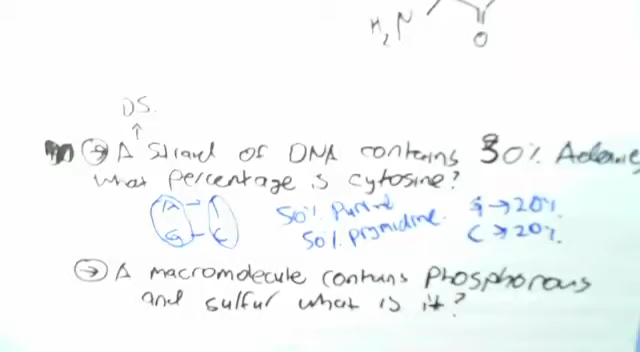 H₂N
O
DS.
↑
→ A Strand of DNA contains 30% Adenine
what percentage is cytosine?
A – T 50% Purine G → 20%
G – C 50% Prymidine. C → 20%.
→ A macromolecule contains Phosphorous
and sulfur what is it?